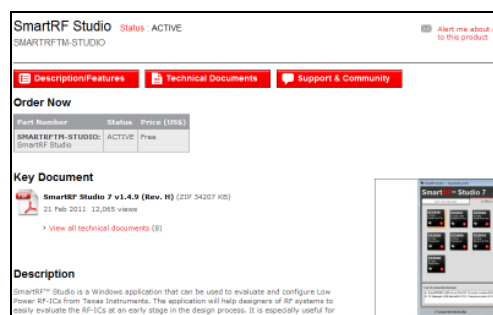 SmartRF Studio Status : ACTIVE
SMARTRFTM-STUDIO
Alert me about
to this product
Description/Features
Technical Documents
Support & Community
Order Now
Part Number Status Price (US$)
SMARTRFTM-STUDIO: ACTIVE Free
SmartRF Studio
Key Document
SmartRF Studio 7 v1.4.9 (Rev. H) (ZIP 34207 KB)
21 Feb 2011 12,065 views
View all technical documents (8)
SmartRF Studio 7
Description
SmartRF™ Studio is a Windows application that can be used to evaluate and configure Low
Power RF-ICs from Texas Instruments. The application will help designers of RF systems to
easily evaluate the RF-ICs at an early stage in the design process. It is especially useful for